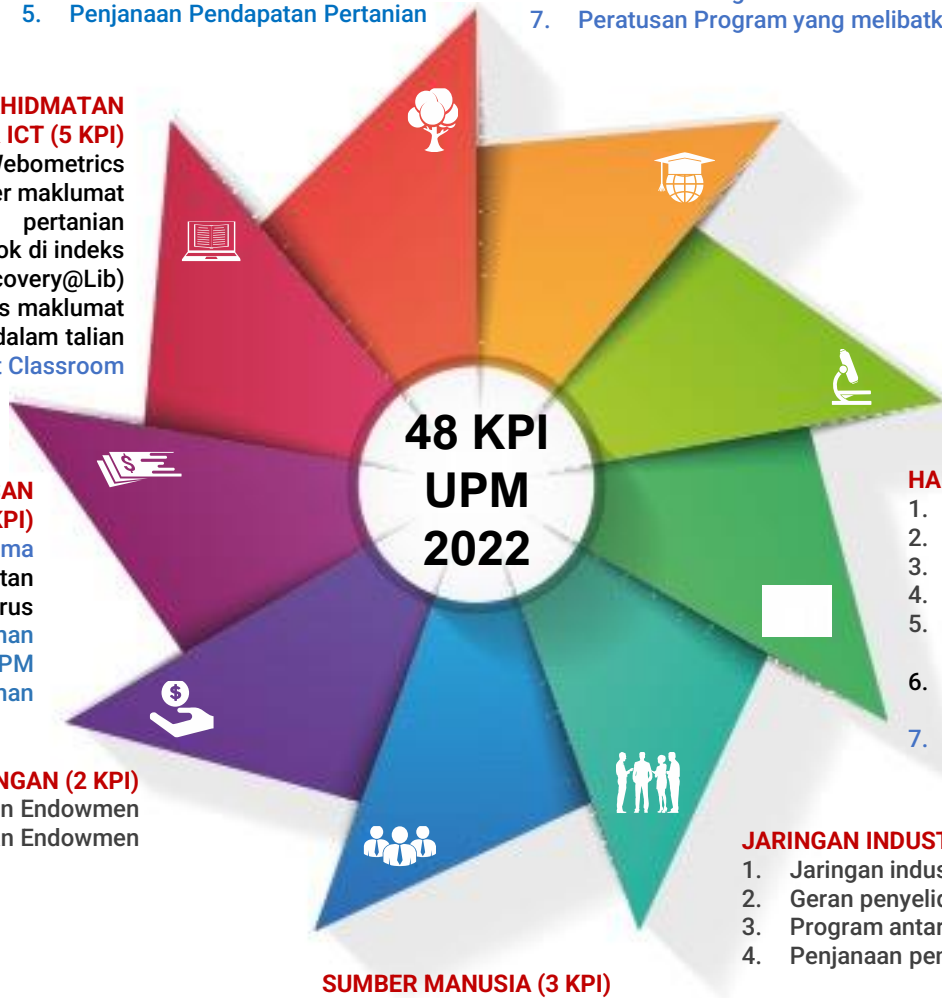 5. Penjanaan Pendapatan Pertanian
7. Peratusan Program yang melibatk
HIDMATAN
ICT (5 KPI)
Webometrics
er maklumat
pertanian
ok di indeks
covery@Lib)
s maklumat
dalam talian
t Classroom
48 KPI
UPM
2022
AN
KPI)
ma
tan
rus
nan
PM
nan
HA
1.
2.
3.
4.
5.
6.
7.
NGAN (2 KPI)
n Endowmen
n Endowmen
JARINGAN INDUST
1. Jaringan indus
2. Geran penyelid
3. Program antar
4. Penjanaan per
SUMBER MANUSIA (3 KPI)